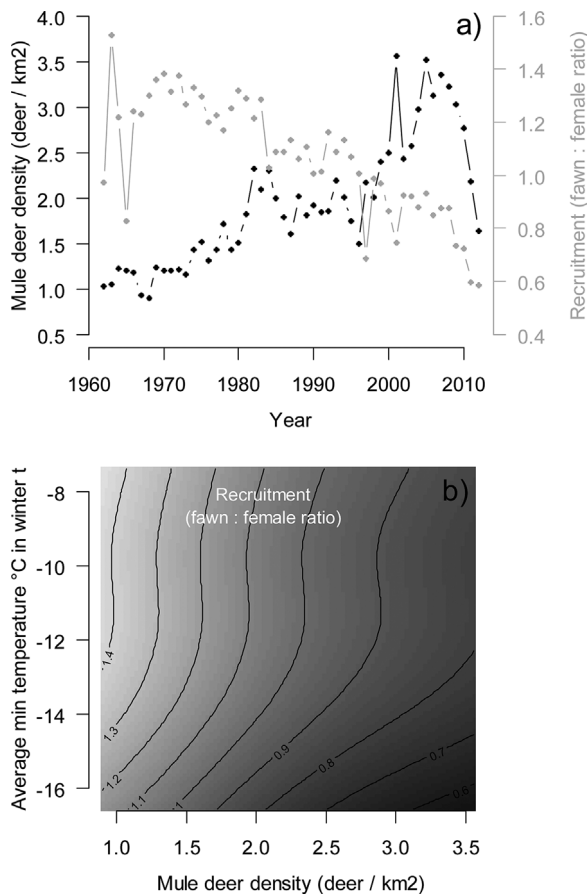 a)
4.0
3.5
3.0
2.5
2.0
1.5
1.0
0.5
Mule deer density (deer / km2)
1.6
1.4
1.2
1.0
0.8
0.6
0.4
Recruitment (fawn : female ratio)
1960 1970 1980 1990 2000 2010
Year
b)
Recruitment
(fawn : female ratio)
-8
-10
-12
-14
-16
Average min temperature °C in winter t
1.4
1.3
1.2
1.1
1
0.9
0.8
0.7
0.6
1.0 1.5 2.0 2.5 3.0 3.5
Mule deer density (deer / km2)